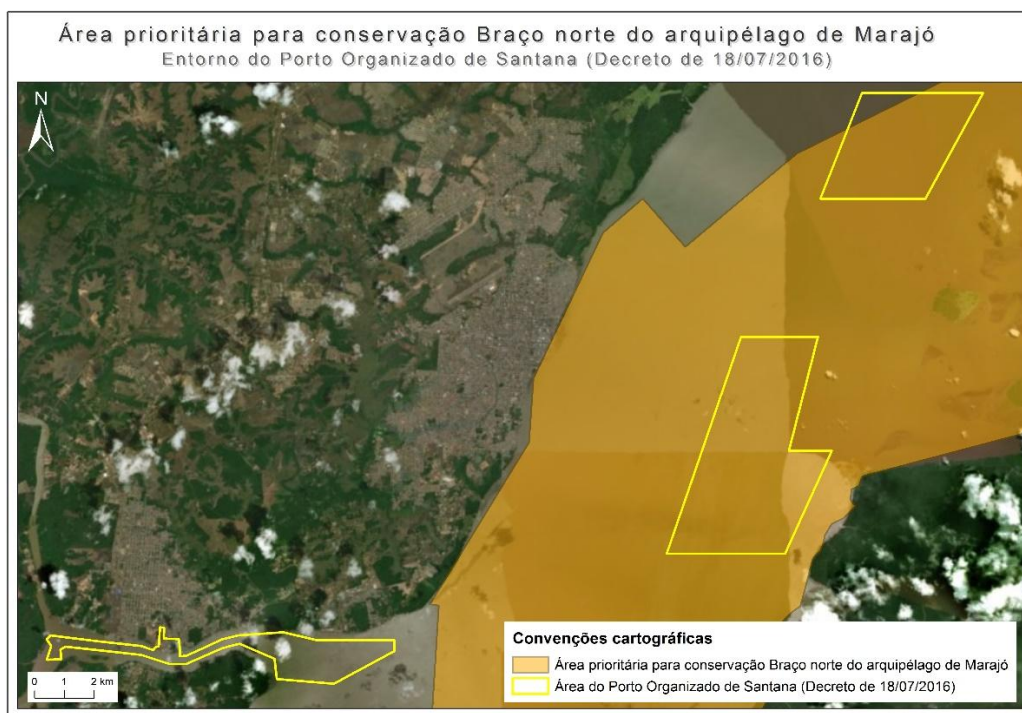 Área prioritária para conservação Braço norte do arquipélago de Marajó
Entorno do Porto Organizado de Santana (Decreto de 18/07/2016)
N
Convenções cartográficas
Área prioritária para conservação Braço norte do arquipélago de Marajó
Área do Porto Organizado de Santana (Decreto de 18/07/2016)
0 1 2 km